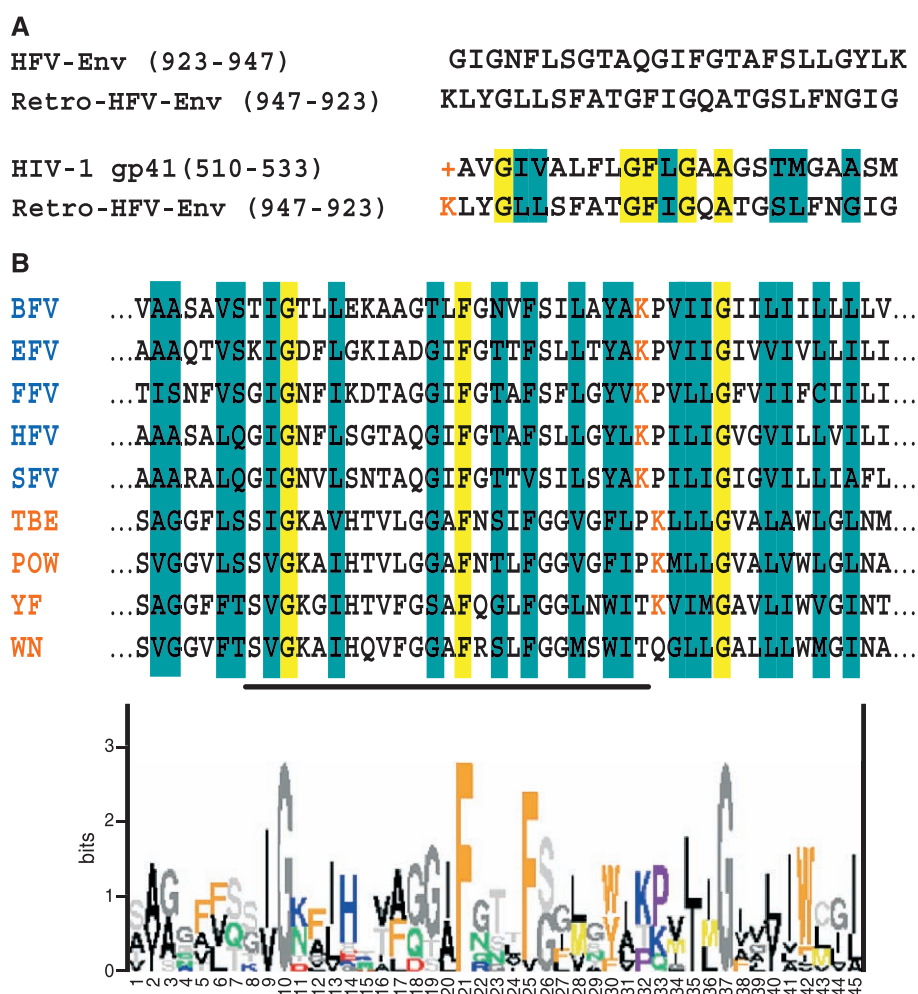 A
HFV-Env (923-947) GIGNFLSGTAQGIFGTAFSLLGYLK
Retro-HFV-Env (947-923) KLYGLLSFATGFIGQATGSLFNGIG
HIV-1 gp41(510-533) +AVGIVALFLGFLGAAGSTMGAASM
Retro-HFV-Env (947-923) KLYGLLSFATGFIGQATGSLFNGIG
B
BFV ...VAASAVSTIGTLLEKAAGTLFGNVFSILAYAKPVIIGIILIILLLLV...
EFV ...AAAQTVSKIGDFLGKIADGIFGTTFSLLTYAKPVIIGIVVIVLLILI...
FFV ...TISNFVSGIGNFIKDTAGGIFGTAFSFLGYVKPVLLGFVIIFCIILI...
HFV ...AAASALQGIGNFLSGTAQGIFGTAFSLLGYLKPILIGVGVILLVILI...
SFV ...AAARALQGIGNVLSNTAQGIFGTTVSILSYAKPILIGIGVILLIAFL...
TBE ...SAGGFLSSIGKAVHTVLGGAFNSIFGGVGFLPKLLLGVALAWLGLNM...
POW ...SVGGVLSSVGKAIHTVLGGAFNTLFGGVGFIPKMLLGVALVWLGLNA...
YF ...SAGGFFTSVGKGIHTVFGSAFQGLFGGLNWITKVIMGAVLIWVGINT...
WN ...SVGGVFTSVGKAIHQVFGGAFRSLFGGMSWITQGLLGALLLWMGINA...
3
2
bits
1
0
1 2 3 4 5 6 7 8 9 10 11 12 13 14 15 16 17 18 19 20 21 22 23 24 25 26 27 28 29 30 31 32 33 34 35 36 37 38 39 40 41 42 43 44 45